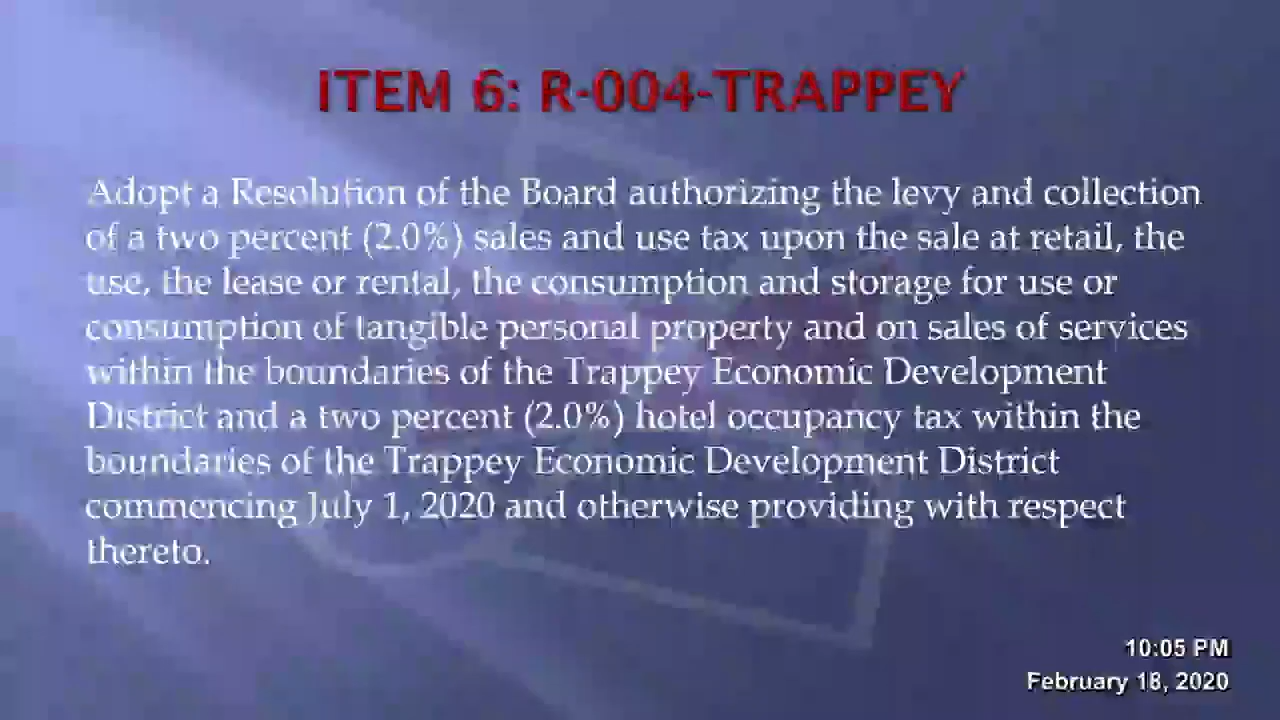 ITEM 6: R-004-TRAPPEY
Adopt a Resolution of the Board authorizing the levy and collection
of a two percent (2.0%) sales and use tax upon the sale at retail, the
use, the lease or rental, the consumption and storage for use or
consumption of tangible personal property and on sales of services
within the boundaries of the Trappey Economic Development
District and a two percent (2.0%) hotel occupancy tax within the
boundaries of the Trappey Economic Development District
commencing July 1, 2020 and otherwise providing with respect
thereto.
10:05 PM
February 18, 2020